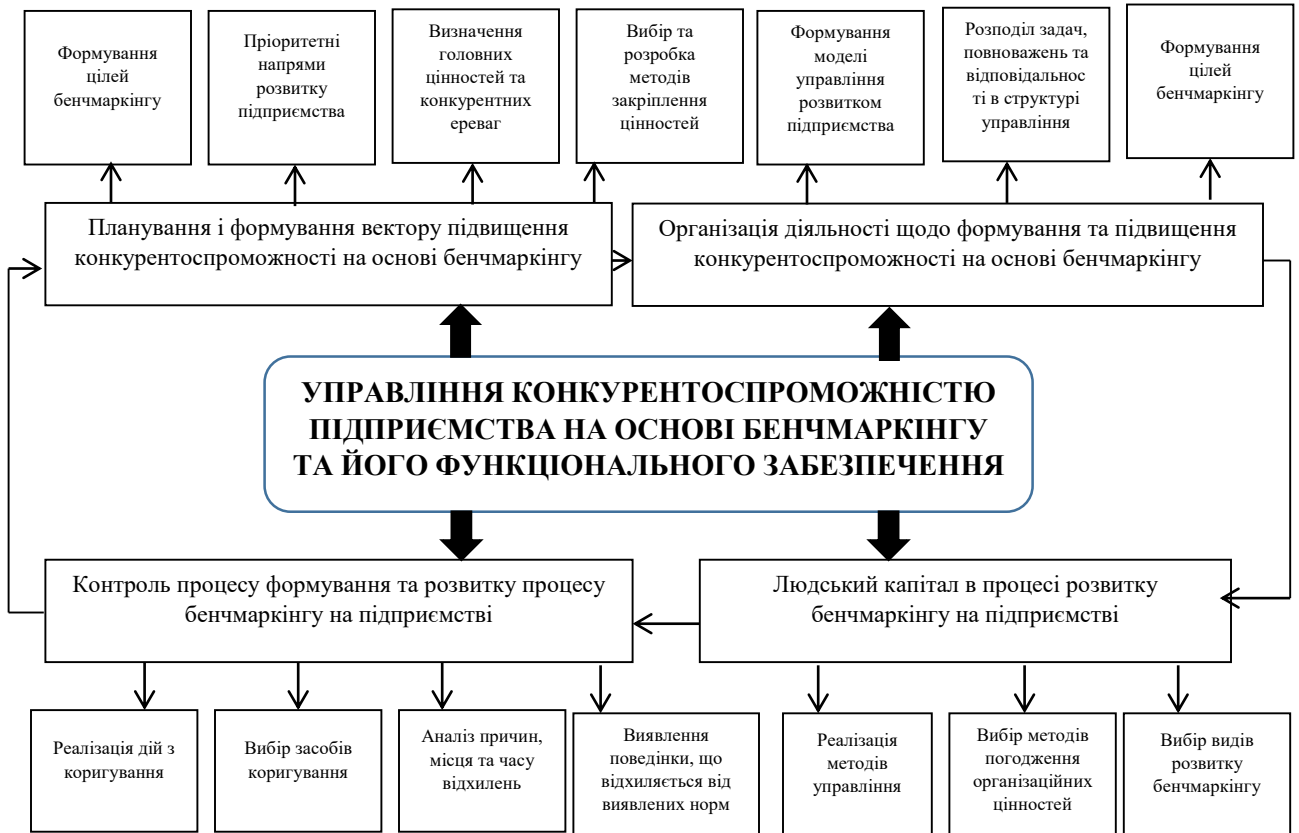 Формування
цілей
бенчмаркінгу
Пріоритетні
напрями
розвитку
підприємства
Визначення
головних
цінностей та
конкурентних
ереваг
Вибір та
розробка
методів
закріплення
цінностей
Формування
моделі
управління
розвитком
підприємства
Розподіл задач,
повноважень та
відповідальнос
ті в структурі
управління
Формування
цілей
бенчмаркінгу
Планування і формування вектору підвищення
конкурентоспроможності на основі бенчмаркінгу
Організація діяльності щодо формування та підвищення
конкурентоспроможності на основі бенчмаркінгу
УПРАВЛІННЯ КОНКУРЕНТОСПРОМОЖНІСТЮ
ПІДПРИЄМСТВА НА ОСНОВІ БЕНЧМАРКІНГУ
ТА ЙОГО ФУНКЦІОНАЛЬНОГО ЗАБЕЗПЕЧЕННЯ
Контроль процесу формування та розвитку процесу
бенчмаркінгу на підприємстві
Людський капітал в процесі розвитку
бенчмаркінгу на підприємстві
Реалізація дій з
коригування
Вибір засобів
коригування
Аналіз причин,
місця та часу
відхилень
Виявлення
поведінки, що
відхиляється від
виявлених норм
Реалізація
методів
управління
Вибір методів
погодження
організаційних
цінностей
Вибір видів
розвитку
бенчмаркінгу